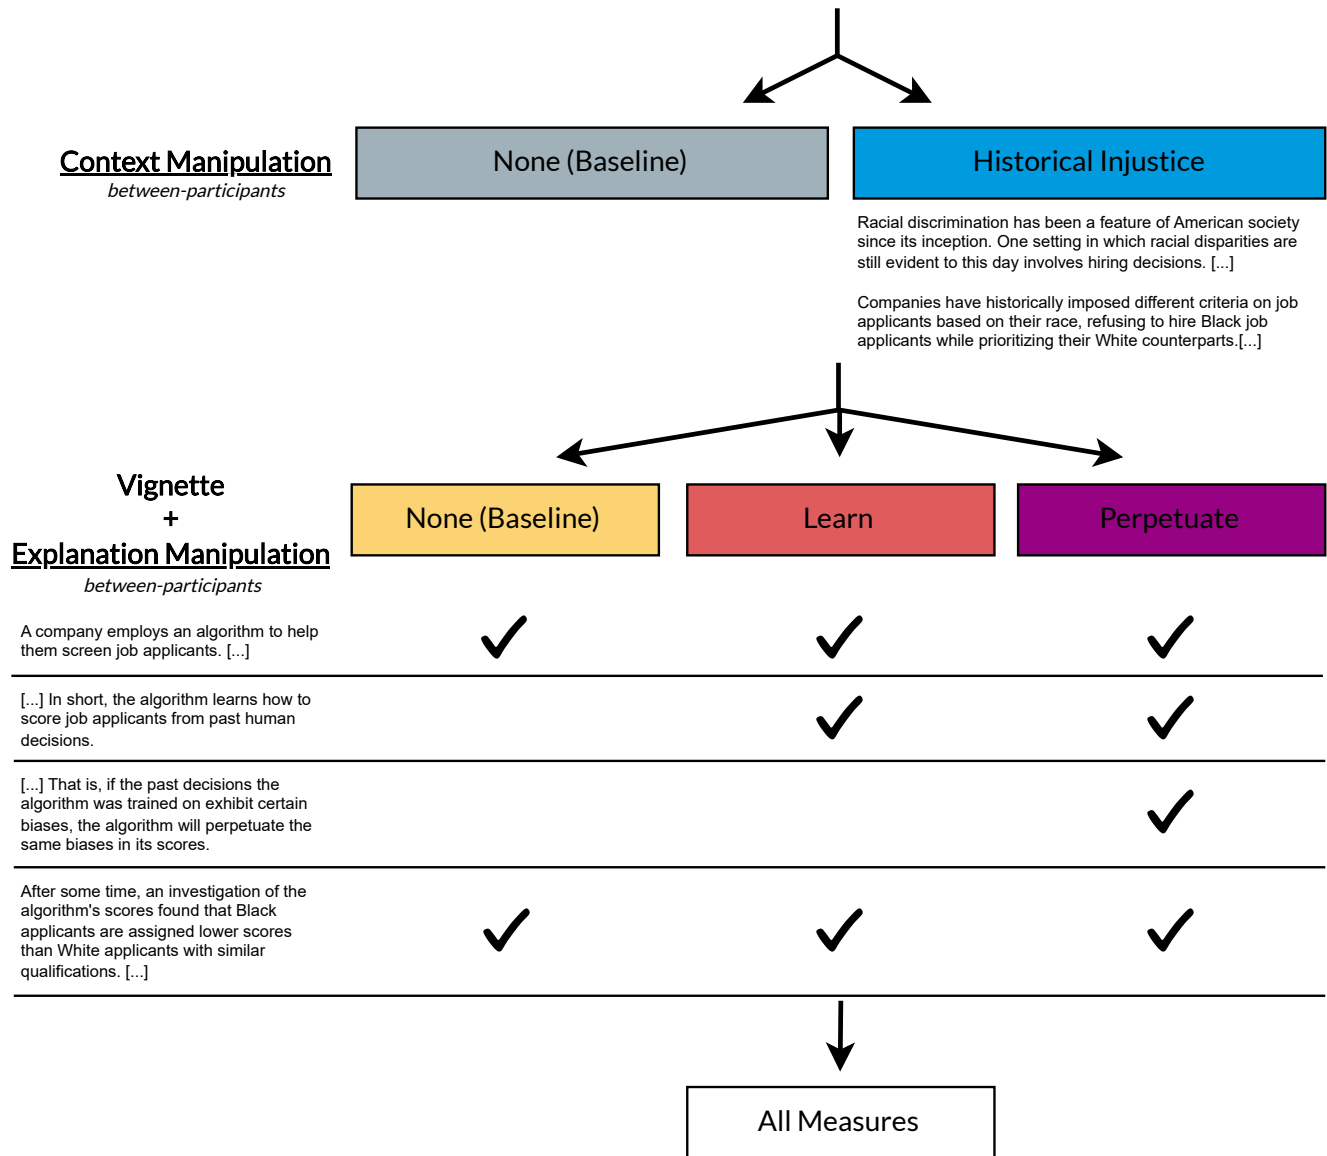 Context Manipulation
between-participants
None (Baseline)
Historical Injustice
Racial discrimination has been a feature of American society
since its inception. One setting in which racial disparities are
still evident to this day involves hiring decisions. [...]
Companies have historically imposed different criteria on job
applicants based on their race, refusing to hire Black job
applicants while prioritizing their White counterparts.[...]
Vignette
+
Explanation Manipulation
between-participants
None (Baseline)
Learn
Perpetuate
A company employs an algorithm to help
them screen job applicants. [...]
[...] In short, the algorithm learns how to
score job applicants from past human
decisions.
[...] That is, if the past decisions the
algorithm was trained on exhibit certain
biases, the algorithm will perpetuate the
same biases in its scores.
After some time, an investigation of the
algorithm's scores found that Black
applicants are assigned lower scores
than White applicants with similar
qualifications. [...]
All Measures